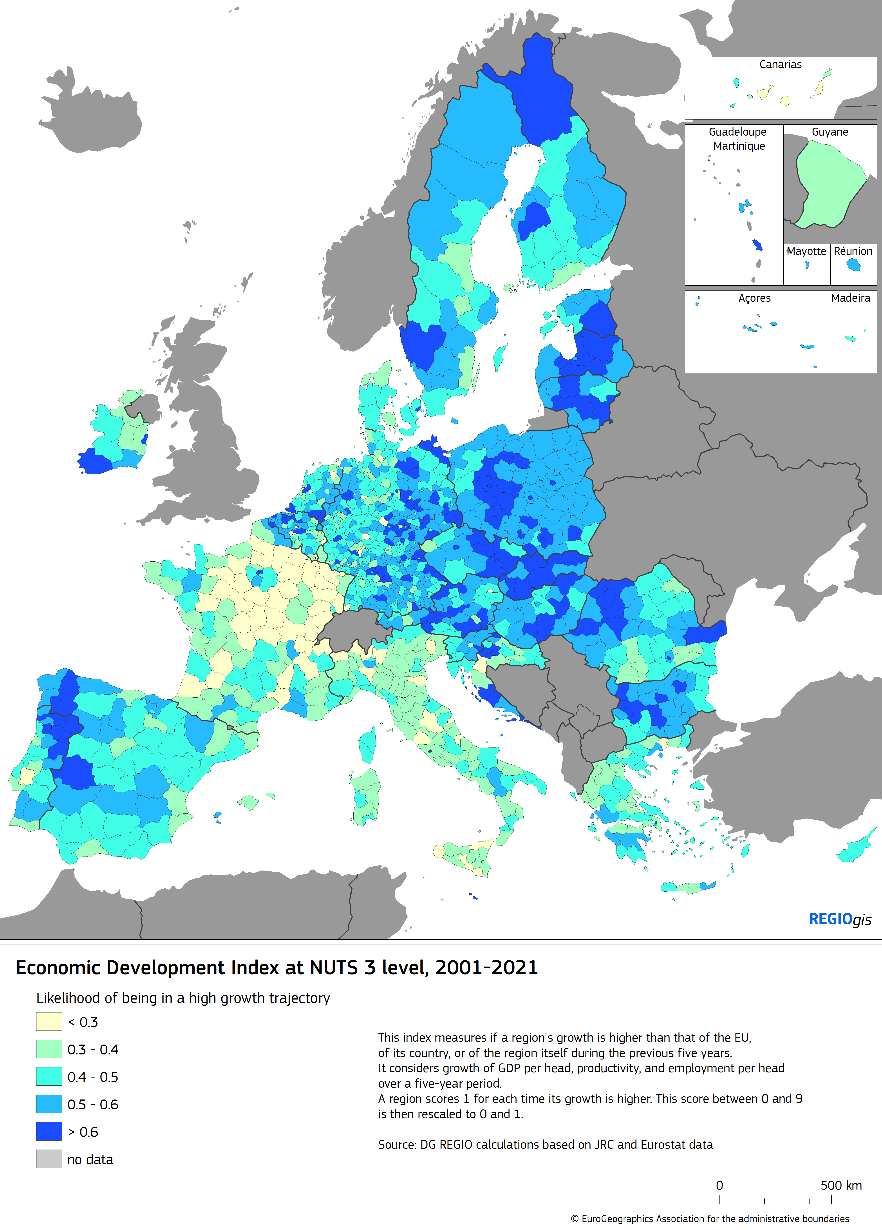 Canarias
Guadeloupe
Martinique
Guyane
Mayotte
Réunion
Açores
Madeira
REGIOgis
Economic Development Index at NUTS 3 level, 2001-2021
Likelihood of being in a high growth trajectory
< 0.3
0.3 - 0.4
0.4 - 0.5
0.5 - 0.6
> 0.6
no data
This index measures if a region's growth is higher than that of the EU,
of its country, or of the region itself during the previous five years.
It considers growth of GDP per head, productivity, and employment per head
over a five-year period.
A region scores 1 for each time its growth is higher. This score between 0 and 9
is then rescaled to 0 and 1.
Source: DG REGIO calculations based on JRC and Eurostat data
0 500 km
© EuroGeographics Association for the administrative boundaries